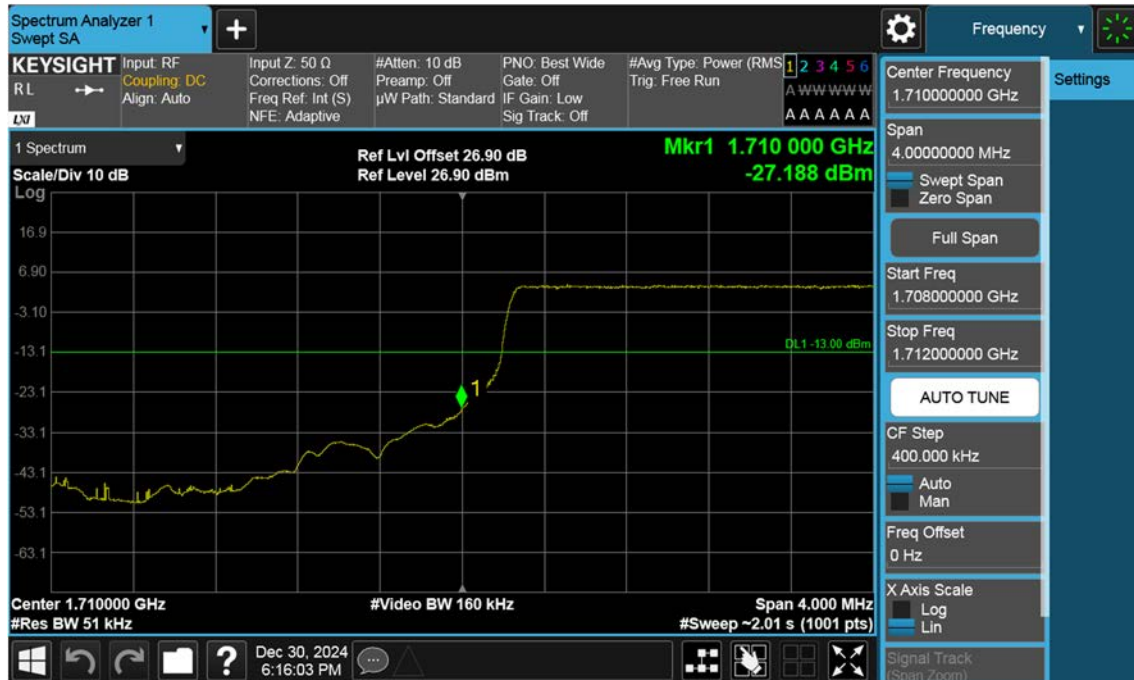 Spectrum Analyzer 1
Swept SA
+
Frequency
KEYSIGHT
RL
LXI
Input: RF
Coupling: DC
Align: Auto
Input Z: 50 Ω
Corrections: Off
Freq Ref: Int (S)
NFE: Adaptive
#Atten: 10 dB
Preamp: Off
µW Path: Standard
PNO: Best Wide
Gate: Off
IF Gain: Low
Sig Track: Off
#Avg Type: Power (RMS
Trig: Free Run
1 2 3 4 5 6
A W W W W W
A A A A A A
1 Spectrum
Scale/Div 10 dB
Ref Lvl Offset 26.90 dB
Ref Level 26.90 dBm
Mkr1 1.710 000 GHz
-27.188 dBm
Log
16.9
6.90
-3.10
-13.1
-23.1
-33.1
-43.1
-53.1
-63.1
DL1 -13.00 dBm
1
Center 1.710000 GHz
#Res BW 51 kHz
#Video BW 160 kHz
Span 4.000 MHz
#Sweep ~2.01 s (1001 pts)
?
Dec 30, 2024
6:16:03 PM
Center Frequency
1.710000000 GHz
Span
4.00000000 MHz
Swept Span
Zero Span
Full Span
Start Freq
1.708000000 GHz
Stop Freq
1.712000000 GHz
AUTO TUNE
CF Step
400.000 kHz
Auto
Man
Freq Offset
0 Hz
X Axis Scale
Log
Lin
Signal Track
(Span Zoom)
Settings